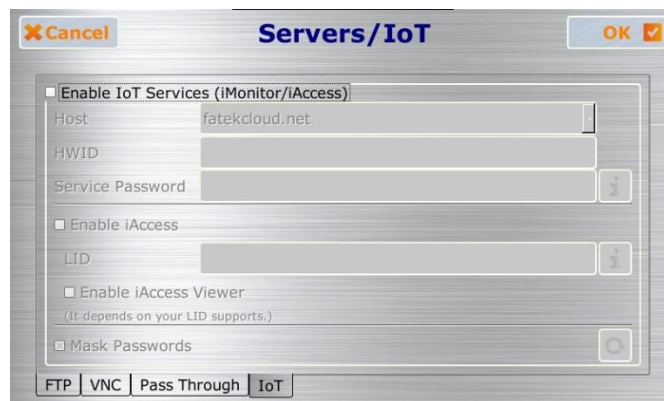 Cancel
Servers/IoT
OK
Enable IoT Services (iMonitor/iAccess)
Host
fatekcloud.net
HWID
Service Password
i
Enable iAccess
LID
i
Enable iAccess Viewer
(It depends on your LID supports.)
Mask Passwords
FTP VNC Pass Through IoT